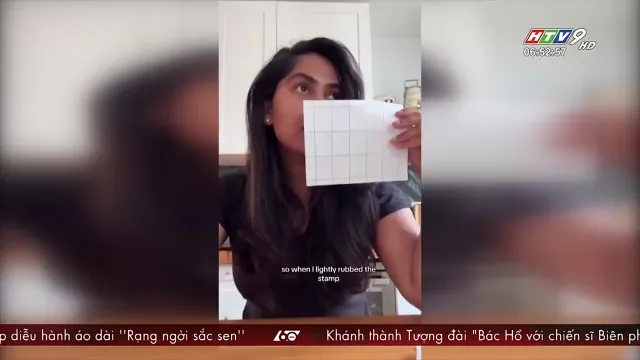 HTV9 HD
06:52:57
so when I lightly rubbed the
stamp
p diễu hành áo dài ''Rạng ngời sắc sen'' 60 Khánh thành Tượng đài "Bác Hồ với chiến sĩ Biên p